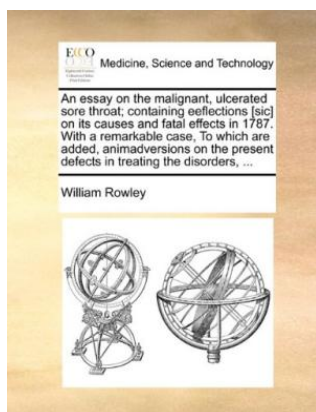 ECCO
Medicine, Science and Technology
An essay on the malignant, ulcerated
sore throat; containing eeflections [sic]
on its causes and fatal effects in 1787.
With a remarkable case, To which are
added, animadversions on the present
defects in treating the disorders, ...
William Rowley